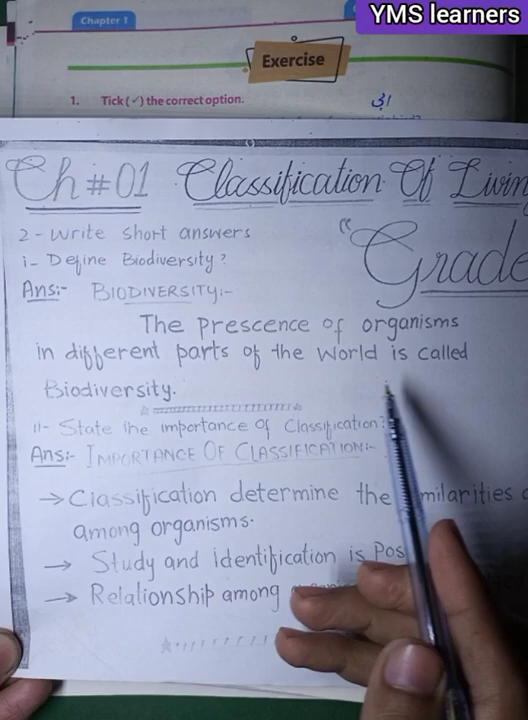 YMS learners
Chapter 1
Exercise
1. Tick (✓) the correct option.
Ch # 01 Classification Of Livin
2 - Write short answers
"Grade
i- Define Biodiversity?
Ans:- BIODIVERSITY:-
The prescence of organisms
in different parts of the World is called
Biodiversity.
ii- State the importance of Classification?
Ans:- IMPORTANCE OF CLASSIFICATION:-
→ Classification determine the milarities
among organisms.
→ Study and identification is Pos
→ Relationship among